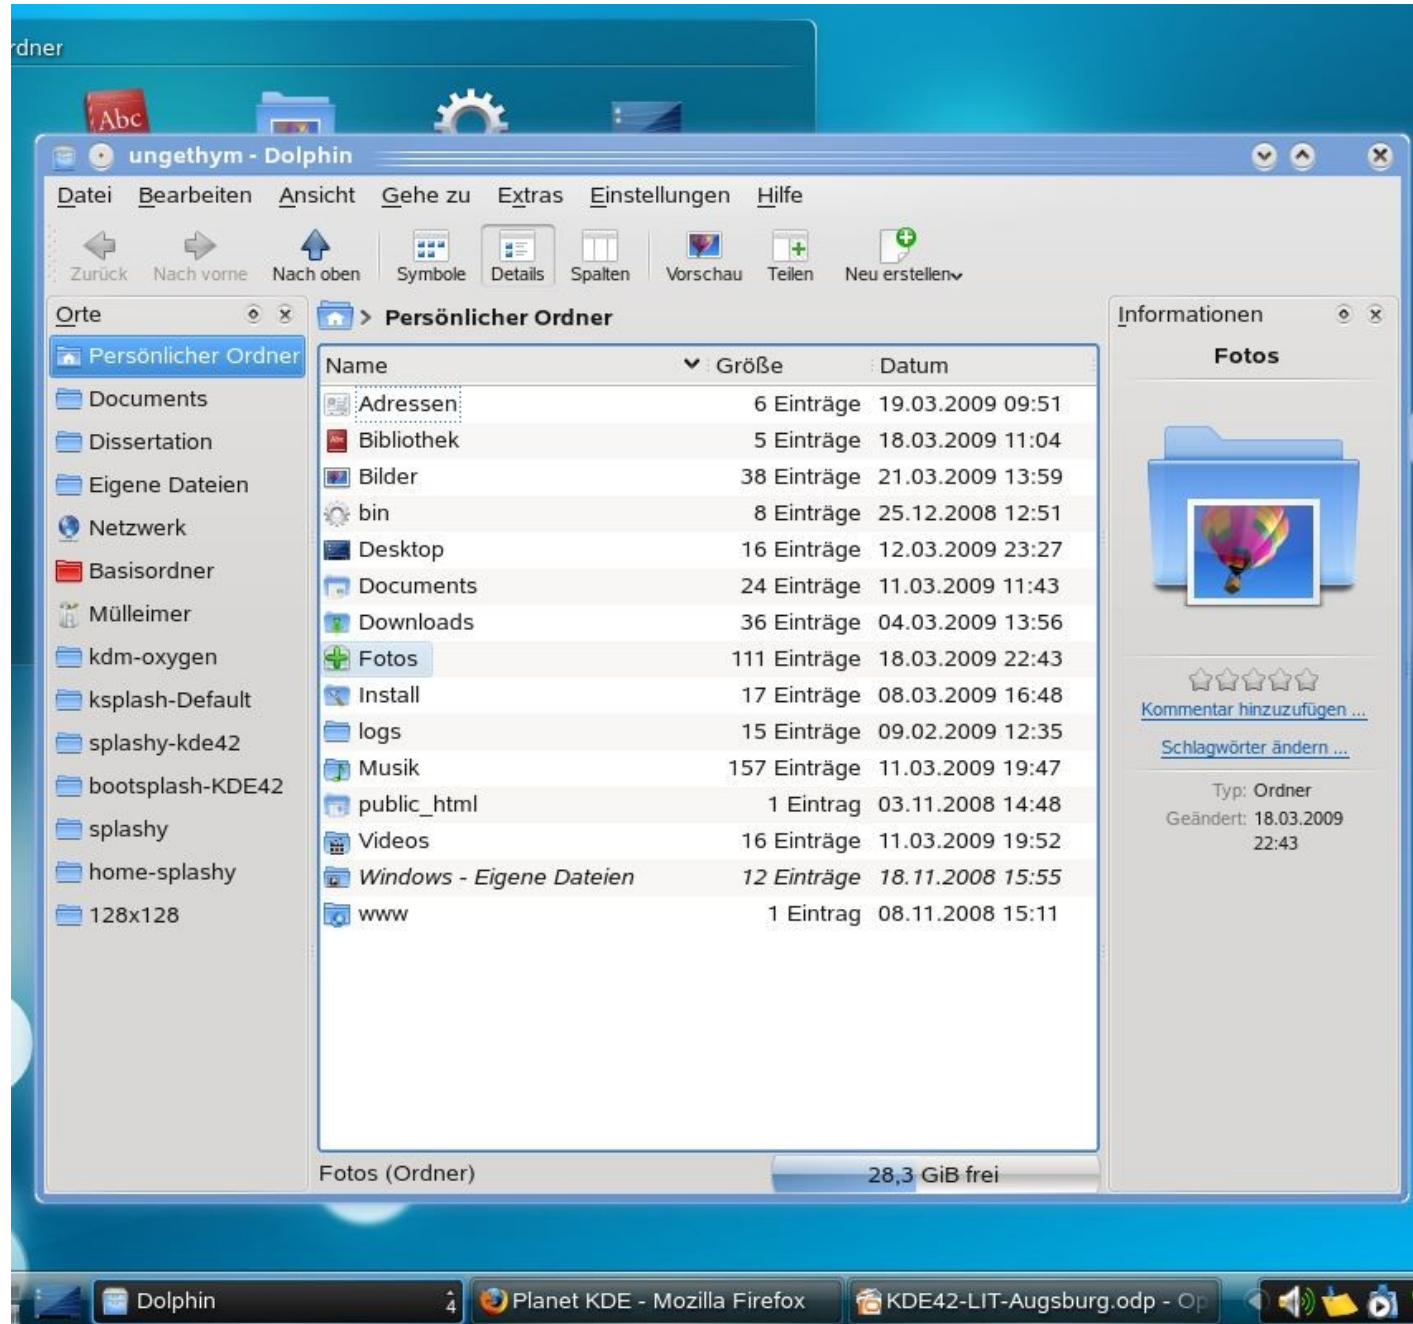 rdner
Abc
ungethym - Dolphin
Datei Bearbeiten Ansicht Gehe zu Extras Einstellungen Hilfe
Zurück Nach vorne Nach oben Symbole Details Spalten Vorschau Teilen Neu erstellen
Orte
Persönlicher Ordner
Documents
Dissertation
Eigene Dateien
Netzwerk
Basisordner
Mülleimer
kdm-oxygen
ksplash-Default
splashy-kde42
bootsplash-KDE42
splashy
home-splashy
128x128
> Persönlicher Ordner
Name Größe Datum
Adressen 6 Einträge 19.03.2009 09:51
Bibliothek 5 Einträge 18.03.2009 11:04
Bilder 38 Einträge 21.03.2009 13:59
bin 8 Einträge 25.12.2008 12:51
Desktop 16 Einträge 12.03.2009 23:27
Documents 24 Einträge 11.03.2009 11:43
Downloads 36 Einträge 04.03.2009 13:56
Fotos 111 Einträge 18.03.2009 22:43
Install 17 Einträge 08.03.2009 16:48
logs 15 Einträge 09.02.2009 12:35
Musik 157 Einträge 11.03.2009 19:47
public_html 1 Eintrag 03.11.2008 14:48
Videos 16 Einträge 11.03.2009 19:52
Windows - Eigene Dateien 12 Einträge 18.11.2008 15:55
www 1 Eintrag 08.11.2008 15:11
Informationen
Fotos
Kommentar hinzuzufügen ...
Schlagwörter ändern ...
Typ: Ordner
Geändert: 18.03.2009
22:43
Fotos (Ordner) 28,3 GiB frei
Dolphin 4 Planet KDE - Mozilla Firefox KDE42-LIT-Augsburg.odp - Op